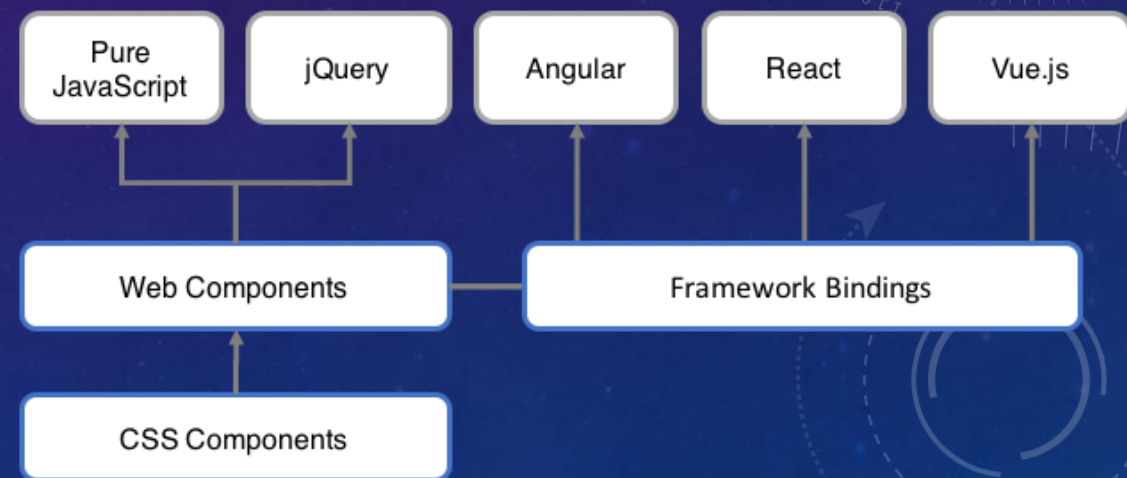 Pure
JavaScript
jQuery
Angular
React
Vue.js
Web Components
Framework Bindings
CSS Components